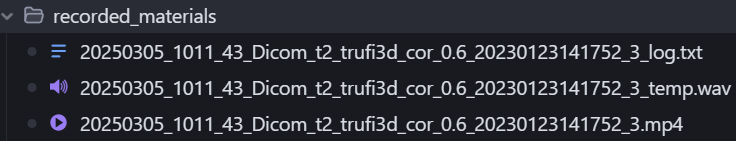 recorded_materials
20250305_1011_43_Dicom_t2_trufi3d_cor_0.6_20230123141752_3_log.txt
20250305_1011_43_Dicom_t2_trufi3d_cor_0.6_20230123141752_3_temp.wav
20250305_1011_43_Dicom_t2_trufi3d_cor_0.6_20230123141752_3.mp4